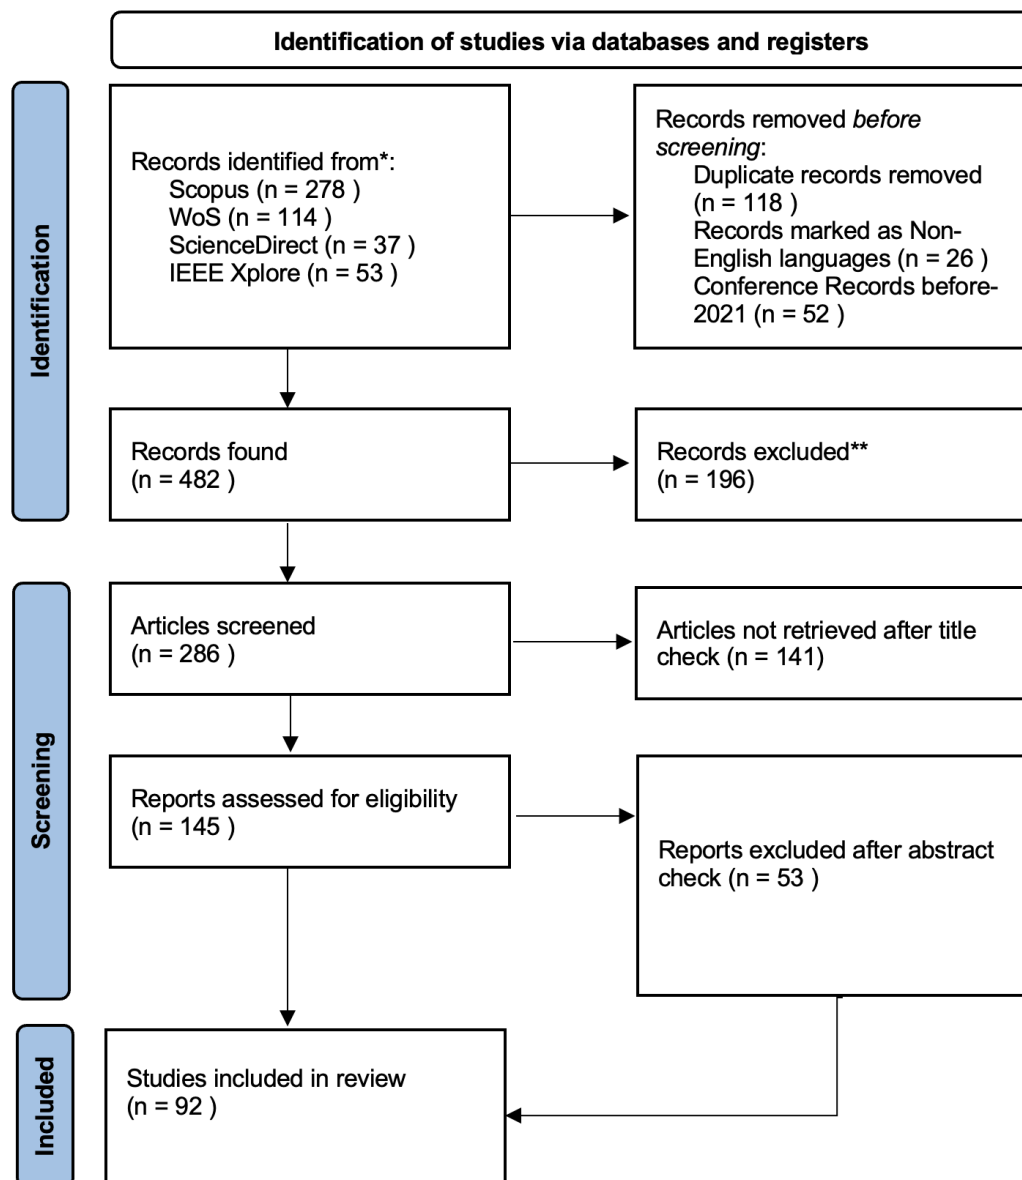 Identification of studies via databases and registers
Identification
Records identified from*:
Scopus (n = 278 )
WoS (n = 114 )
ScienceDirect (n = 37 )
IEEE Xplore (n = 53 )
Records removed before
screening:
Duplicate records removed
(n = 118 )
Records marked as Non-
English languages (n = 26 )
Conference Records before-
2021 (n = 52 )
Records found
(n = 482 )
Records excluded**
(n = 196)
Screening
Articles screened
(n = 286 )
Articles not retrieved after title
check (n = 141)
Reports assessed for eligibility
(n = 145 )
Reports excluded after abstract
check (n = 53 )
Included
Studies included in review
(n = 92 )